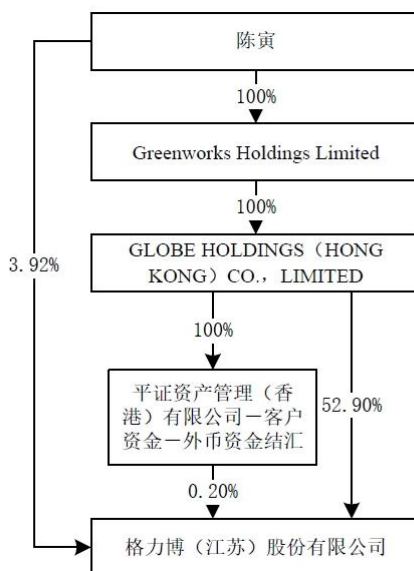 陈寅
100%
Greenworks Holdings Limited
100%
GLOBE HOLDINGS（HONG
KONG）CO.，LIMITED
3.92%
100%
平证资产管理（香
港）有限公司－客户
资金－外币资金结汇
52.90%
0.20%
格力博（江苏）股份有限公司